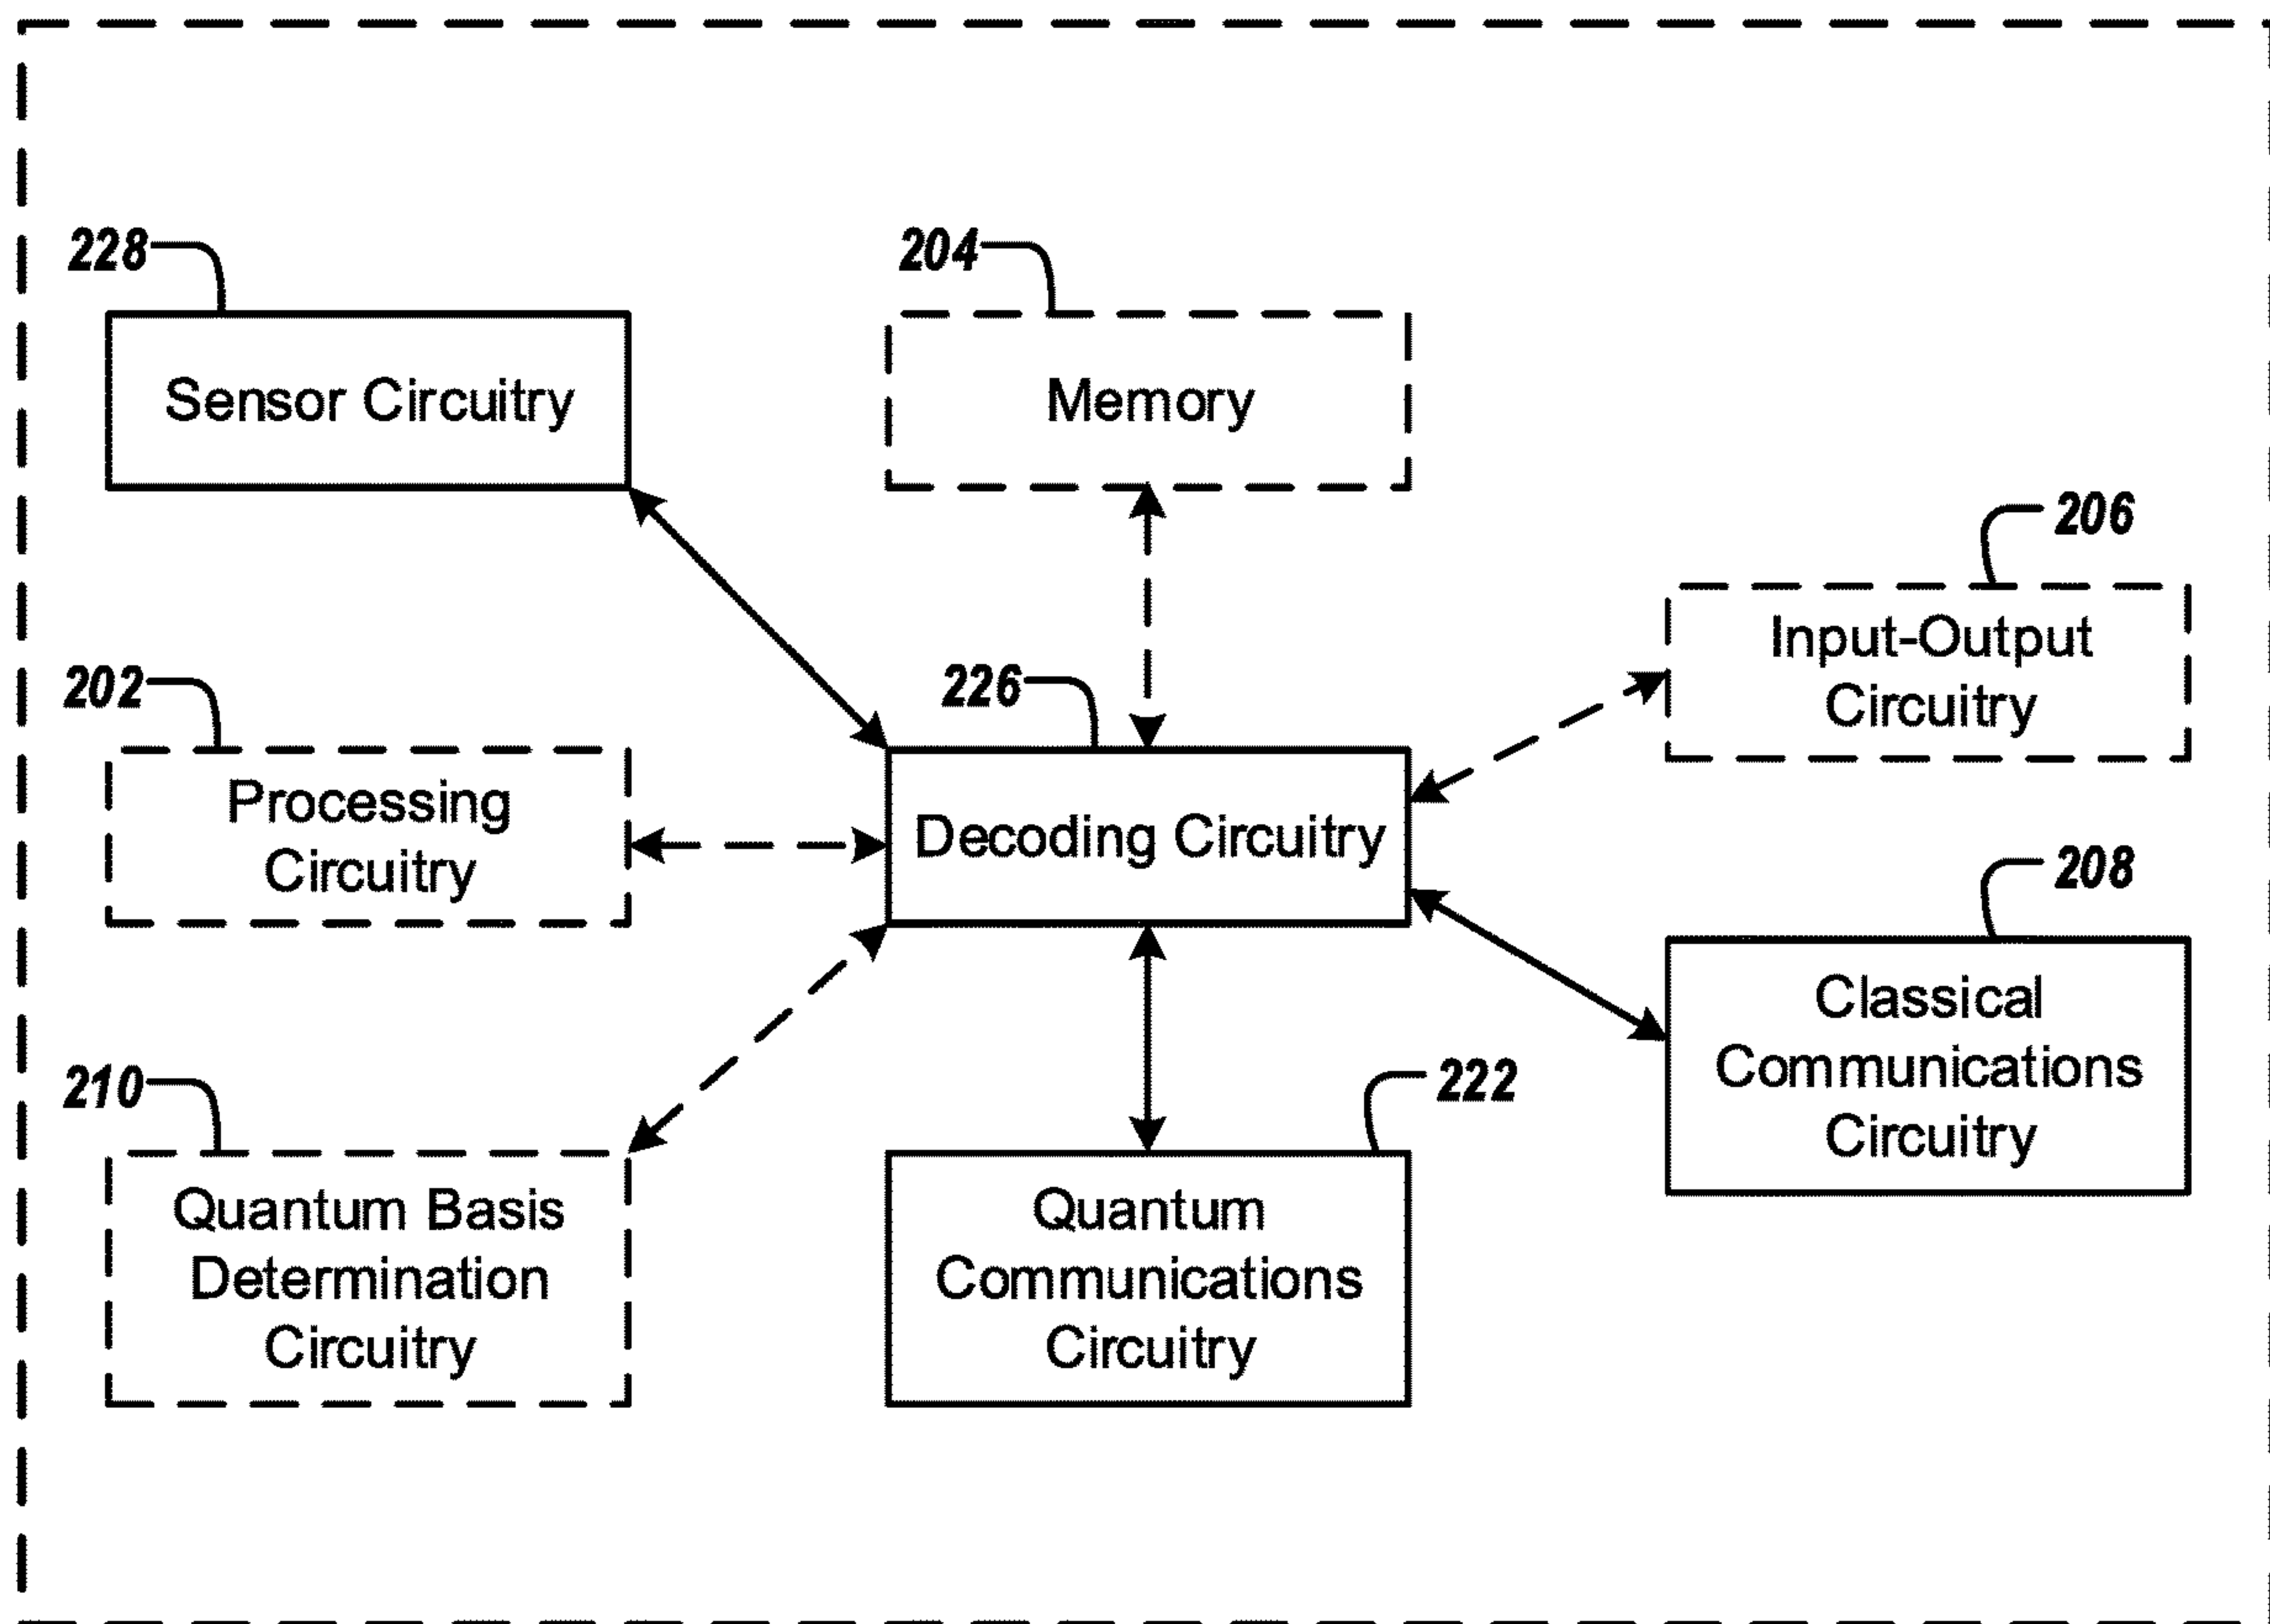 228
Sensor Circuitry
204
Memory
206
Input-Output
Circuitry
202
Processing
Circuitry
226
Decoding Circuitry
208
Classical
Communications
Circuitry
210
Quantum Basis
Determination
Circuitry
222
Quantum
Communications
Circuitry